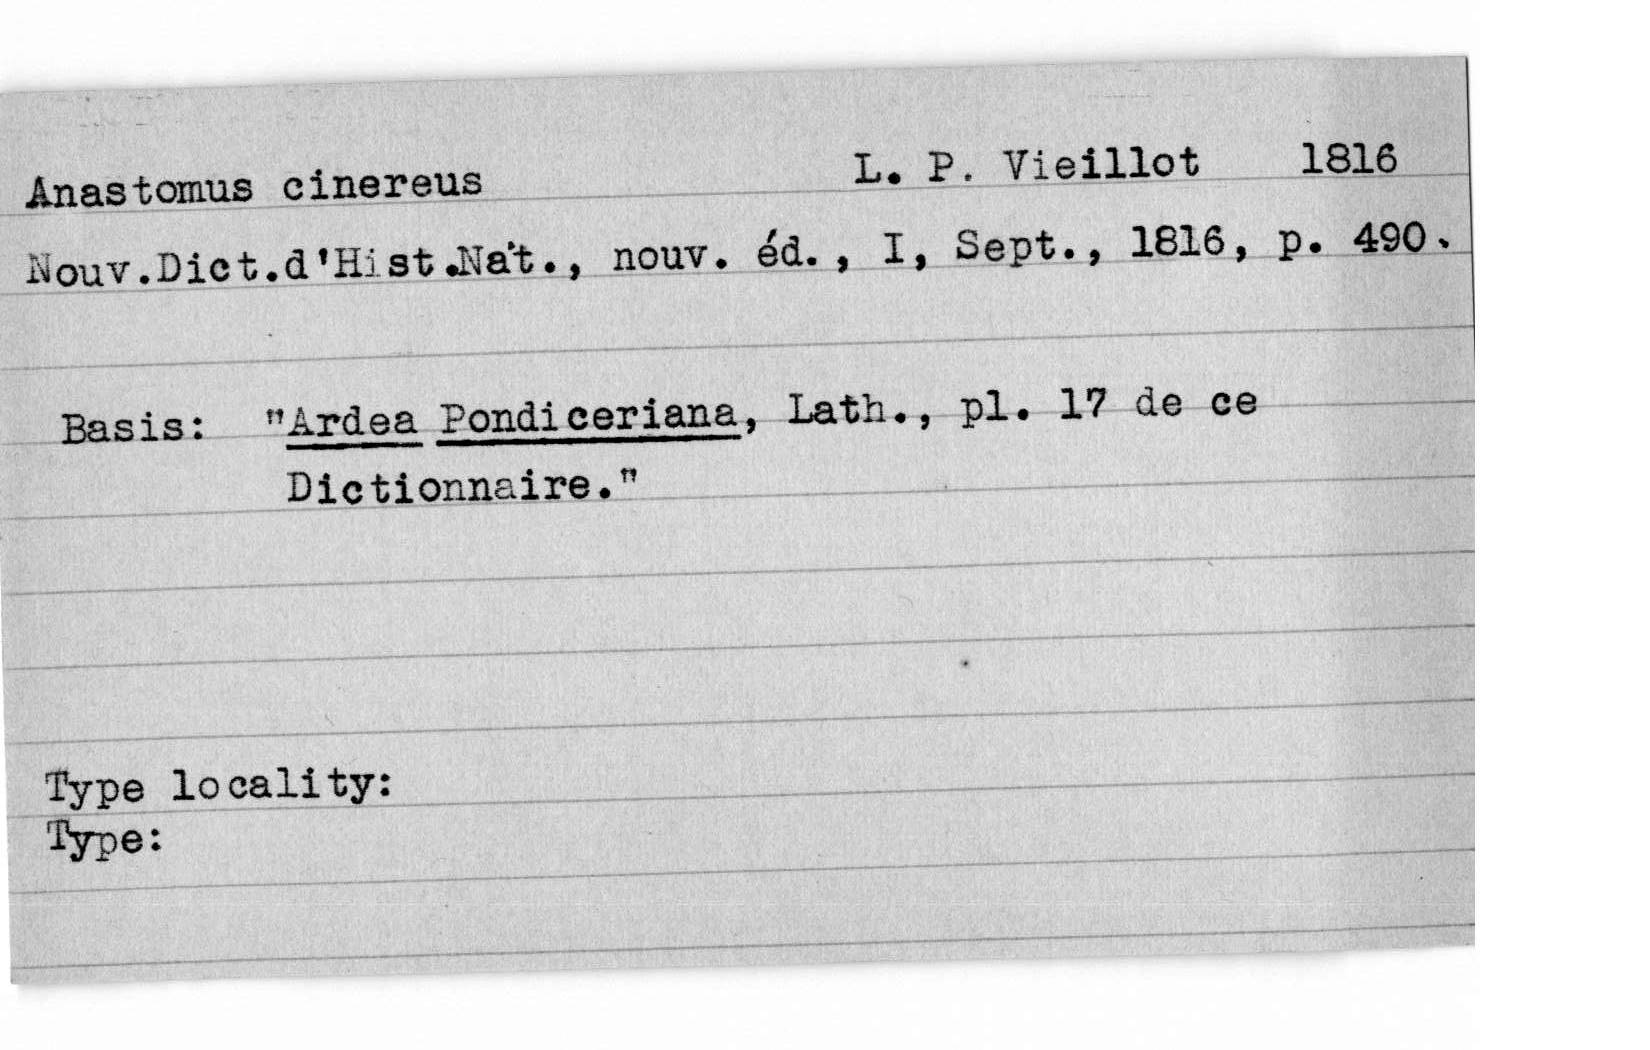 Anastomus cinereus L. P. Vieillot 1816
Nouv.Dict.d'Hist.Nat., nouv. éd., I, Sept., 1816, p. 490.
Basis: "Ardea Pondiceriana, Lath., pl. 17 de ce
Dictionnaire."
Type locality:
Type: